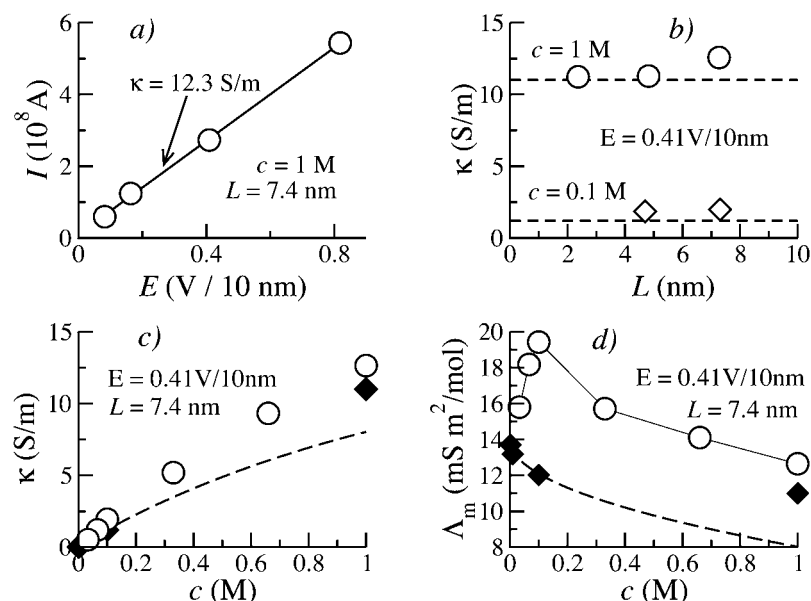 a)
I (10⁸A)
6
4
2
0
κ = 12.3 S/m
c = 1 M
L = 7.4 nm
0 0.4 0.8
E (V / 10 nm)
b)
κ (S/m)
15
10
5
0
c = 1 M
E = 0.41V/10nm
c = 0.1 M
0 2 4 6 8 10
L (nm)
c)
κ (S/m)
15
10
5
0
E = 0.41V/10nm
L = 7.4 nm
0 0.2 0.4 0.6 0.8 1
c (M)
d)
Λₘ (mS m²/mol)
20
18
16
14
12
10
8
E = 0.41V/10nm
L = 7.4 nm
0 0.2 0.4 0.6 0.8 1
c (M)